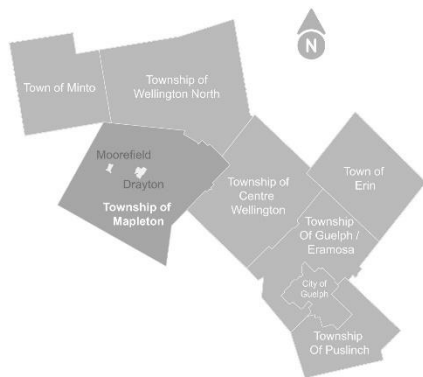 N
Town of Minto
Township of
Wellington North
Moorefield
Drayton
Township of
Mapleton
Township of
Centre
Wellington
Town of
Erin
Township
Of Guelph /
Eramosa
City of
Guelph
Township
Of Puslinch